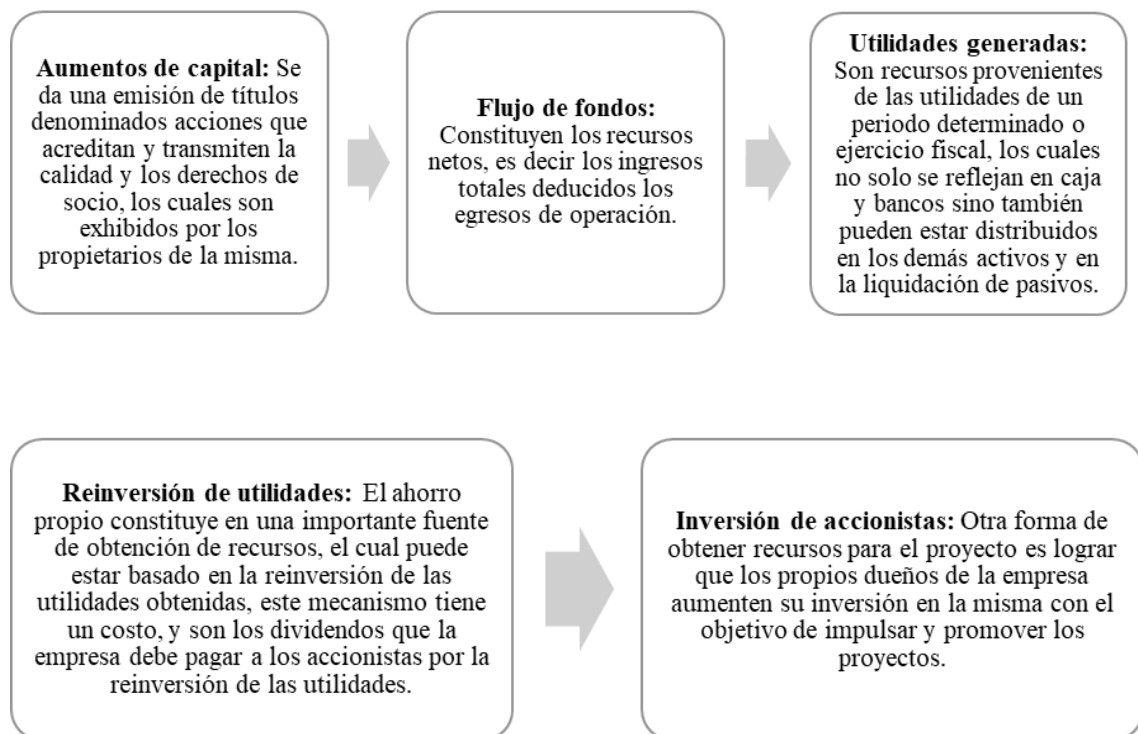 Aumentos de capital: Se
da una emisión de títulos
denominados acciones que
acreditan y transmiten la
calidad y los derechos de
socio, los cuales son
exhibidos por los
propietarios de la misma.
Flujo de fondos:
Constituyen los recursos
netos, es decir los ingresos
totales deducidos los
egresos de operación.
Utilidades generadas:
Son recursos provenientes
de las utilidades de un
periodo determinado o
ejercicio fiscal, los cuales
no solo se reflejan en caja
y bancos sino también
pueden estar distribuidos
en los demás activos y en
la liquidación de pasivos.
Reinversión de utilidades: El ahorro
propio constituye en una importante fuente
de obtención de recursos, el cual puede
estar basado en la reinversión de las
utilidades obtenidas, este mecanismo tiene
un costo, y son los dividendos que la
empresa debe pagar a los accionistas por la
reinversión de las utilidades.
Inversión de accionistas: Otra forma de
obtener recursos para el proyecto es lograr
que los propios dueños de la empresa
aumenten su inversión en la misma con el
objetivo de impulsar y promover los
proyectos.